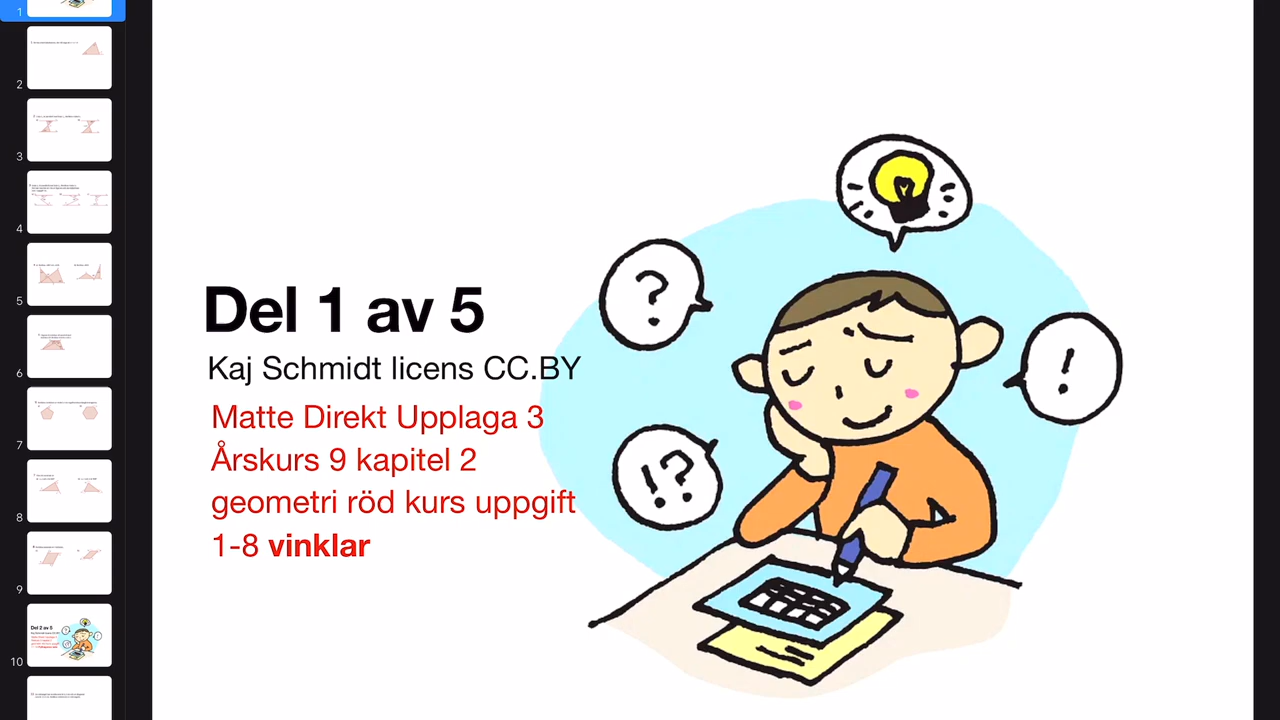 1
2
3
4
5
6
7
8
9
10
Del 2 av 5
Del 1 av 5
Kaj Schmidt licens CC.BY
Matte Direkt Upplaga 3
Årskurs 9 kapitel 2
geometri röd kurs uppgift
1-8 vinklar
?
!
!?